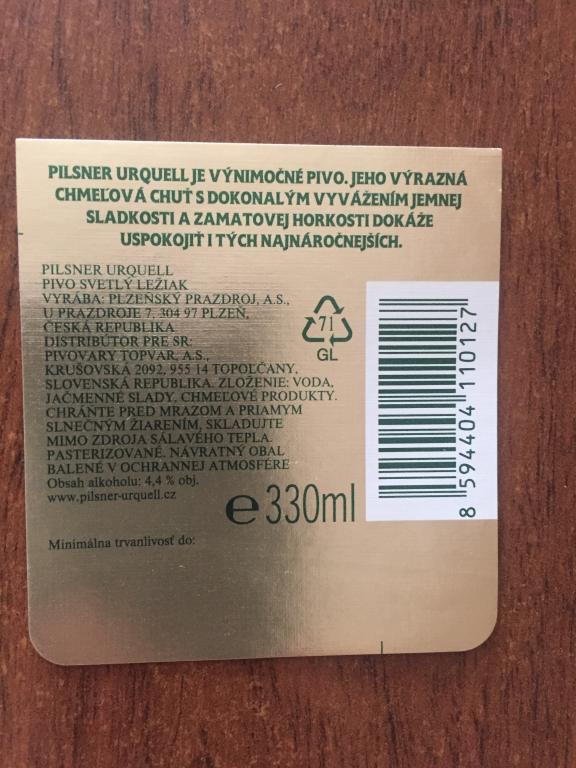 PILSNER URQUELL JE VÝNIMOČNÉ PIVO. JEHO VÝRAZNÁ
CHMEĽOVÁ CHUŤ S DOKONALÝM VYVÁŽENÍM JEMNEJ
SLADKOSTI A ZAMATOVEJ HORKOSTI DOKÁŽE
USPOKOJIŤ I TÝCH NAJNÁROČNEJŠÍCH.
PILSNER URQUELL
PIVO SVETLÝ LEŽIAK
VYRÁBA: PLZEŇSKÝ PRAZDROJ, A.S.,
U PRAZDROJE 7, 304 97 PLZEŇ,
ČESKÁ REPUBLIKA
DISTRIBÚTOR PRE SR:
PIVOVARY TOPVAR, A.S.,
KRUŠOVSKÁ 2092, 955 14 TOPOĽČANY,
SLOVENSKÁ REPUBLIKA. ZLOŽENIE: VODA,
JAČMENNÉ SLADY, CHMEĽOVÉ PRODUKTY.
CHRÁŇTE PRED MRAZOM A PRIAMYM
SLNEČNÝM ŽIARENÍM, SKLADUJTE
MIMO ZDROJA SÁLAVÉHO TEPLA.
PASTERIZOVANÉ. NÁVRATNÝ OBAL
BALENÉ V OCHRANNEJ ATMOSFÉRE
Obsah alkoholu: 4,4 % obj.
www.pilsner-urquell.cz
71
GL
e 330ml
8 594404 110127
Minimálna trvanlivosť do: